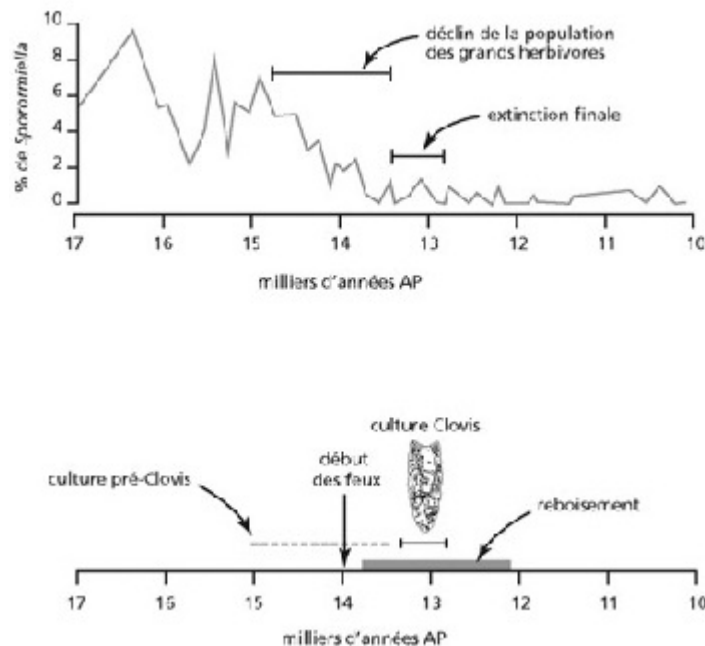 10
déclin de la population
des grands herbivores
8
6
extinction finale
4
2
0
% de Sporormiella
17 16 15 14 13 12 11 10
milliers d'années AP
culture Clovis
début
des feux
culture pré-Clovis
reboisement
17 16 15 14 13 12 11 10
milliers d'années AP